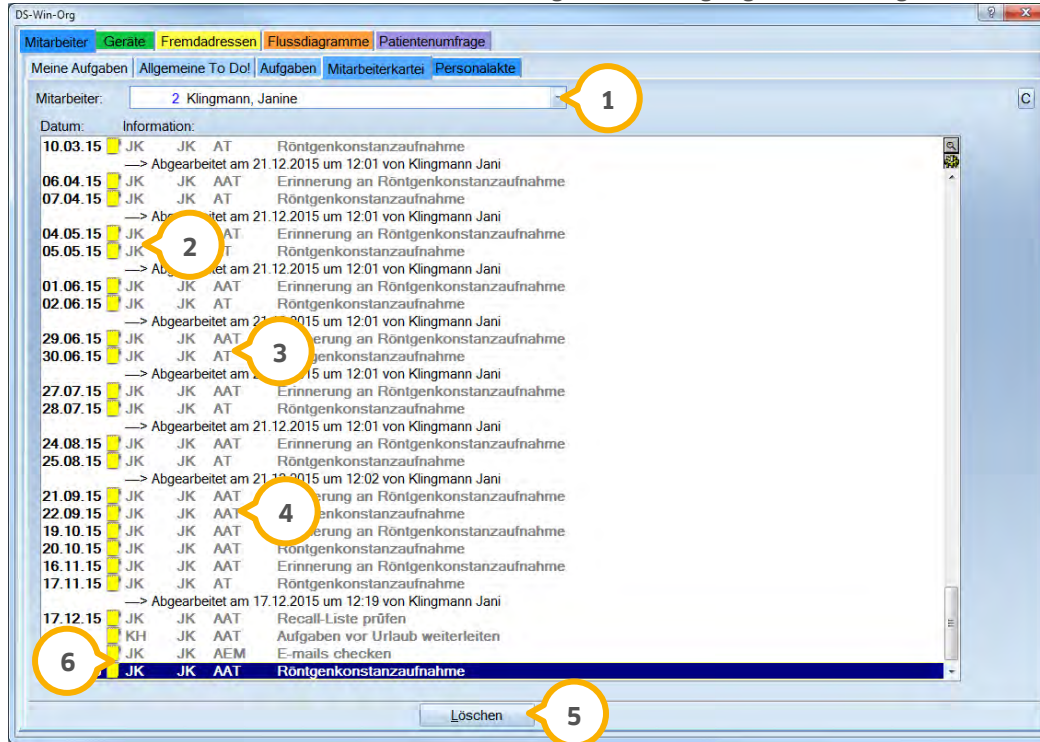 DS-Win-Org
Mitarbeiter Geräte Fremdadressen Flussdiagramme Patientenumfrage
Meine Aufgaben Allgemeine To Do! Aufgaben Mitarbeiterkartei Personalakte
Mitarbeiter: 2 Klingmann, Janine 1 C
Datum: Information:
10.03.15 JK JK AT Röntgenkonstanzaufnahme
—> Abgearbeitet am 21.12.2015 um 12:01 von Klingmann Jani
06.04.15 JK JK AAT Erinnerung an Röntgenkonstanzaufnahme
07.04.15 JK JK AT Röntgenkonstanzaufnahme
—> Abgearbeitet am 21.12.2015 um 12:01 von Klingmann Jani
04.05.15 JK AT Erinnerung an Röntgenkonstanzaufnahme
05.05.15 JK 2 T Röntgenkonstanzaufnahme
—> Abgearbeitet am 21.12.2015 um 12:01 von Klingmann Jani
01.06.15 JK JK AAT Erinnerung an Röntgenkonstanzaufnahme
02.06.15 JK JK AT Röntgenkonstanzaufnahme
—> Abgearbeitet am 21.12.2015 um 12:01 von Klingmann Jani
29.06.15 JK JK AAT erung an Röntgenkonstanzaufnahme
30.06.15 JK JK AT 3 genkonstanzaufnahme
—> Abgearbeitet am 2 15 um 12:01 von Klingmann Jani
27.07.15 JK JK AAT Erinnerung an Röntgenkonstanzaufnahme
28.07.15 JK JK AT Röntgenkonstanzaufnahme
—> Abgearbeitet am 21.12.2015 um 12:01 von Klingmann Jani
24.08.15 JK JK AAT Erinnerung an Röntgenkonstanzaufnahme
25.08.15 JK JK AT Röntgenkonstanzaufnahme
—> Abgearbeitet am 21.12.2015 um 12:02 von Klingmann Jani
21.09.15 JK JK AAT erung an Röntgenkonstanzaufnahme
22.09.15 JK JK AAT 4 genkonstanzaufnahme
19.10.15 JK JK AAT erung an Röntgenkonstanzaufnahme
20.10.15 JK JK AAT Röntgenkonstanzaufnahme
16.11.15 JK JK AAT Erinnerung an Röntgenkonstanzaufnahme
17.11.15 JK JK AT Röntgenkonstanzaufnahme
—> Abgearbeitet am 17.12.2015 um 12:19 von Klingmann Jani
17.12.15 JK JK AAT Recall-Liste prüfen
KH JK AAT Aufgaben vor Urlaub weiterleiten
6 JK JK AEM E-mails checken
JK JK AAT Röntgenkonstanzaufnahme
Löschen 5